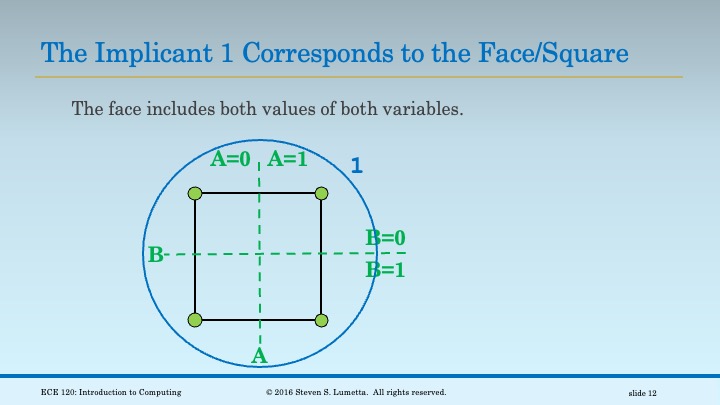 The Implicant 1 Corresponds to the Face/Square
The face includes both values of both variables.
A=0 A=1
1
B=0
B
B=1
A
ECE 120: Introduction to Computing © 2016 Steven S. Lumetta. All rights reserved. slide 12